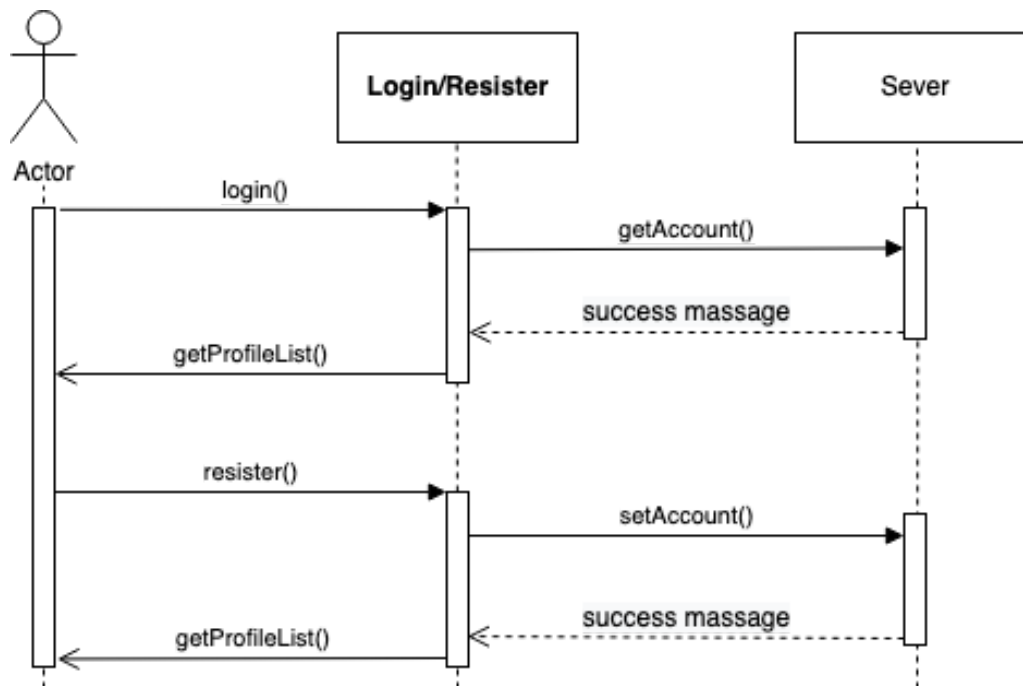 Login/Resister
Sever
Actor
login()
getAccount()
success massage
getProfileList()
resister()
setAccount()
success massage
getProfileList()